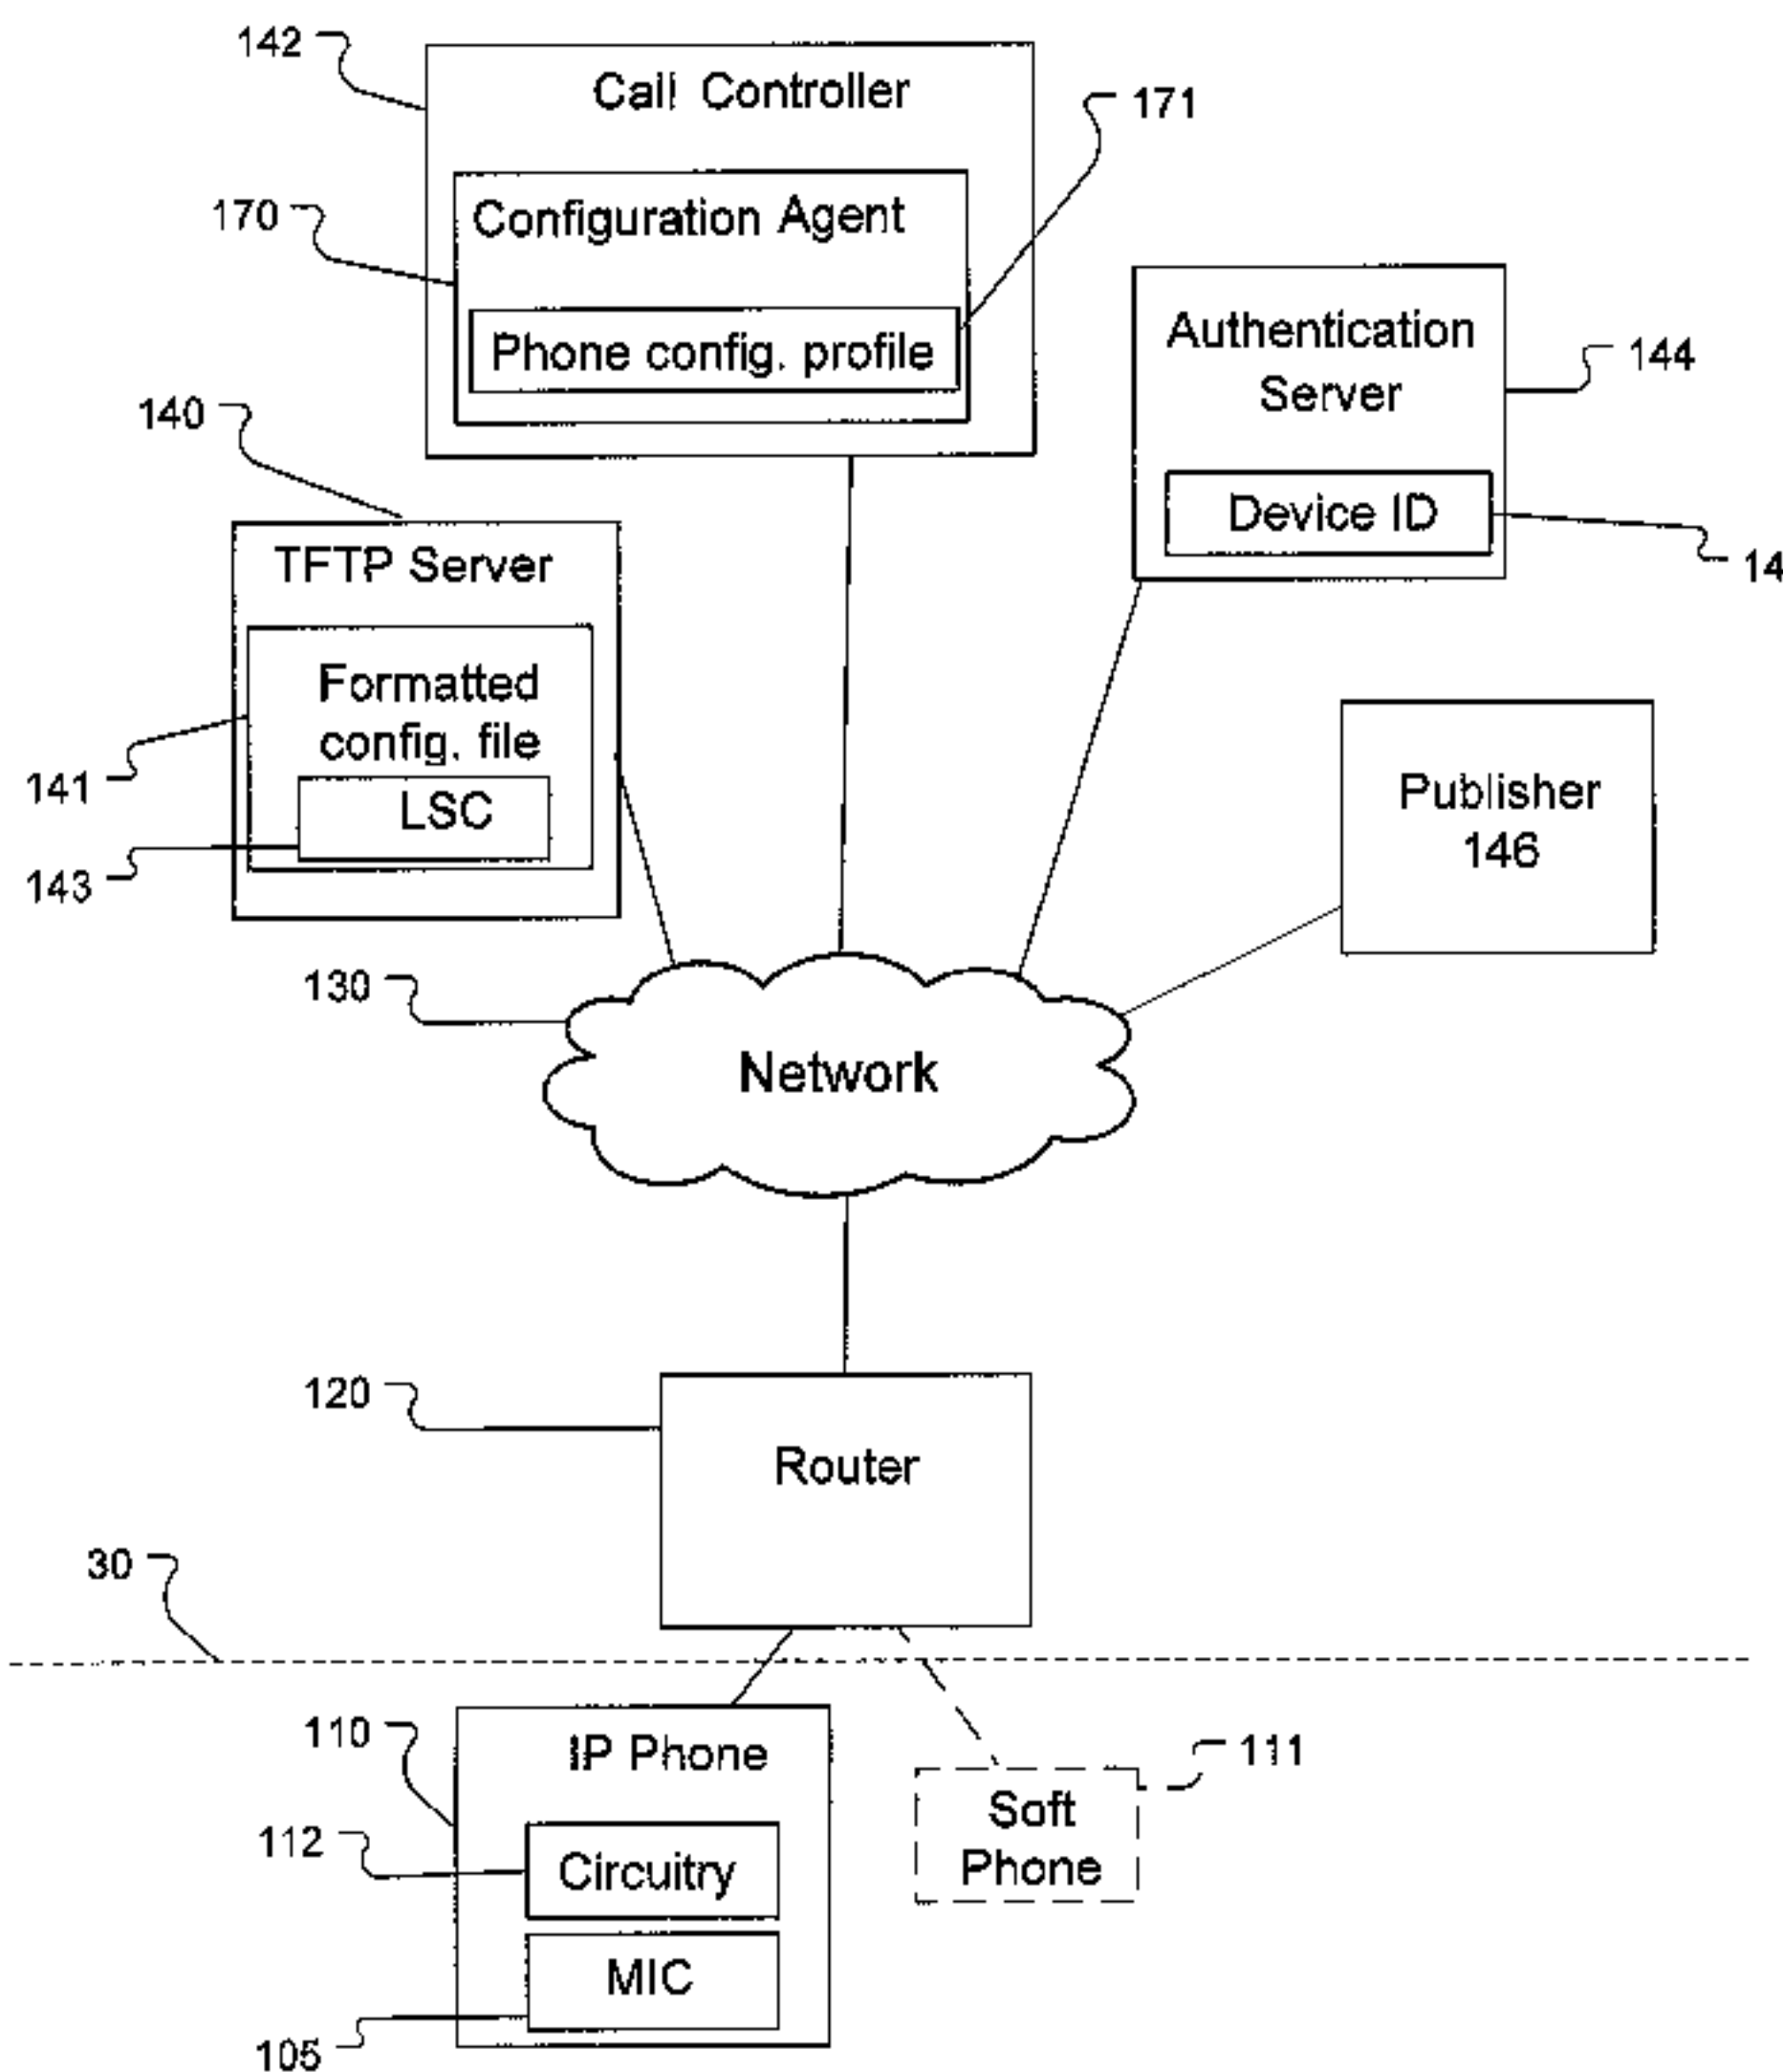 142
Call Controller
171
170
Configuration Agent
Phone config. profile
Authentication
Server
144
140
Device ID
14
TFTP Server
Formatted
config. file
141
LSC
143
Publisher
146
130
Network
120
Router
30
110
IP Phone
111
Soft
Phone
112
Circuitry
MIC
105